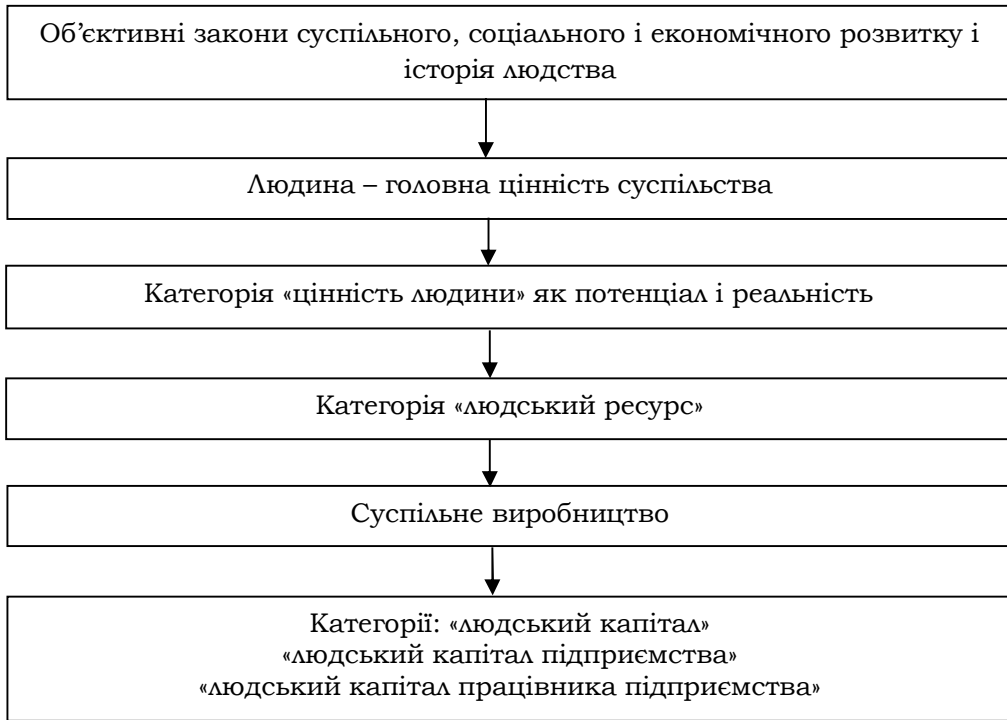 Об’єктивні закони суспільного, соціального і економічного розвитку і
історія людства
Людина – головна цінність суспільства
Категорія «цінність людини» як потенціал і реальність
Категорія «людський ресурс»
Суспільне виробництво
Категорії: «людський капітал»
«людський капітал підприємства»
«людський капітал працівника підприємства»